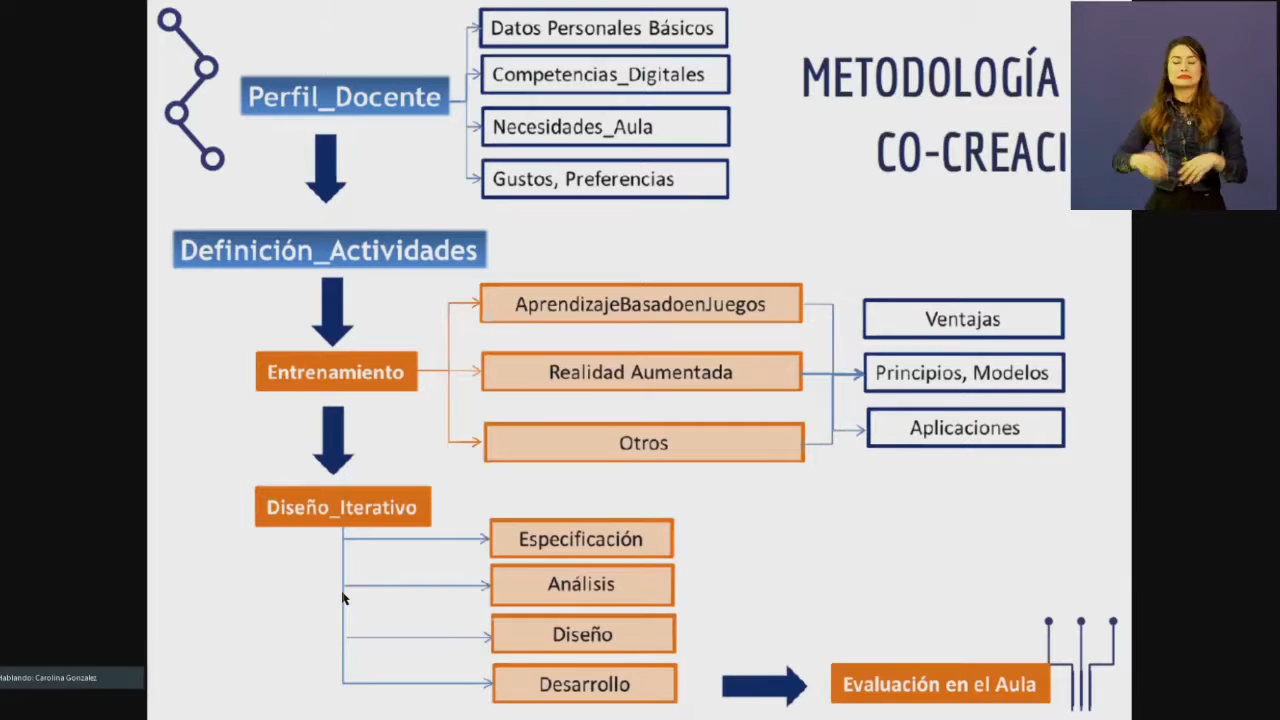 METODOLOGÍA
CO-CREACI
Perfil_Docente
Datos Personales Básicos
Competencias_Digitales
Necesidades_Aula
Gustos, Preferencias
Definición_Actividades
Entrenamiento
AprendizajeBasadoenJuegos
Realidad Aumentada
Otros
Ventajas
Principios, Modelos
Aplicaciones
Diseño_Iterativo
Especificación
Análisis
Diseño
Desarrollo
Evaluación en el Aula
Hablando: Carolina Gonzalez